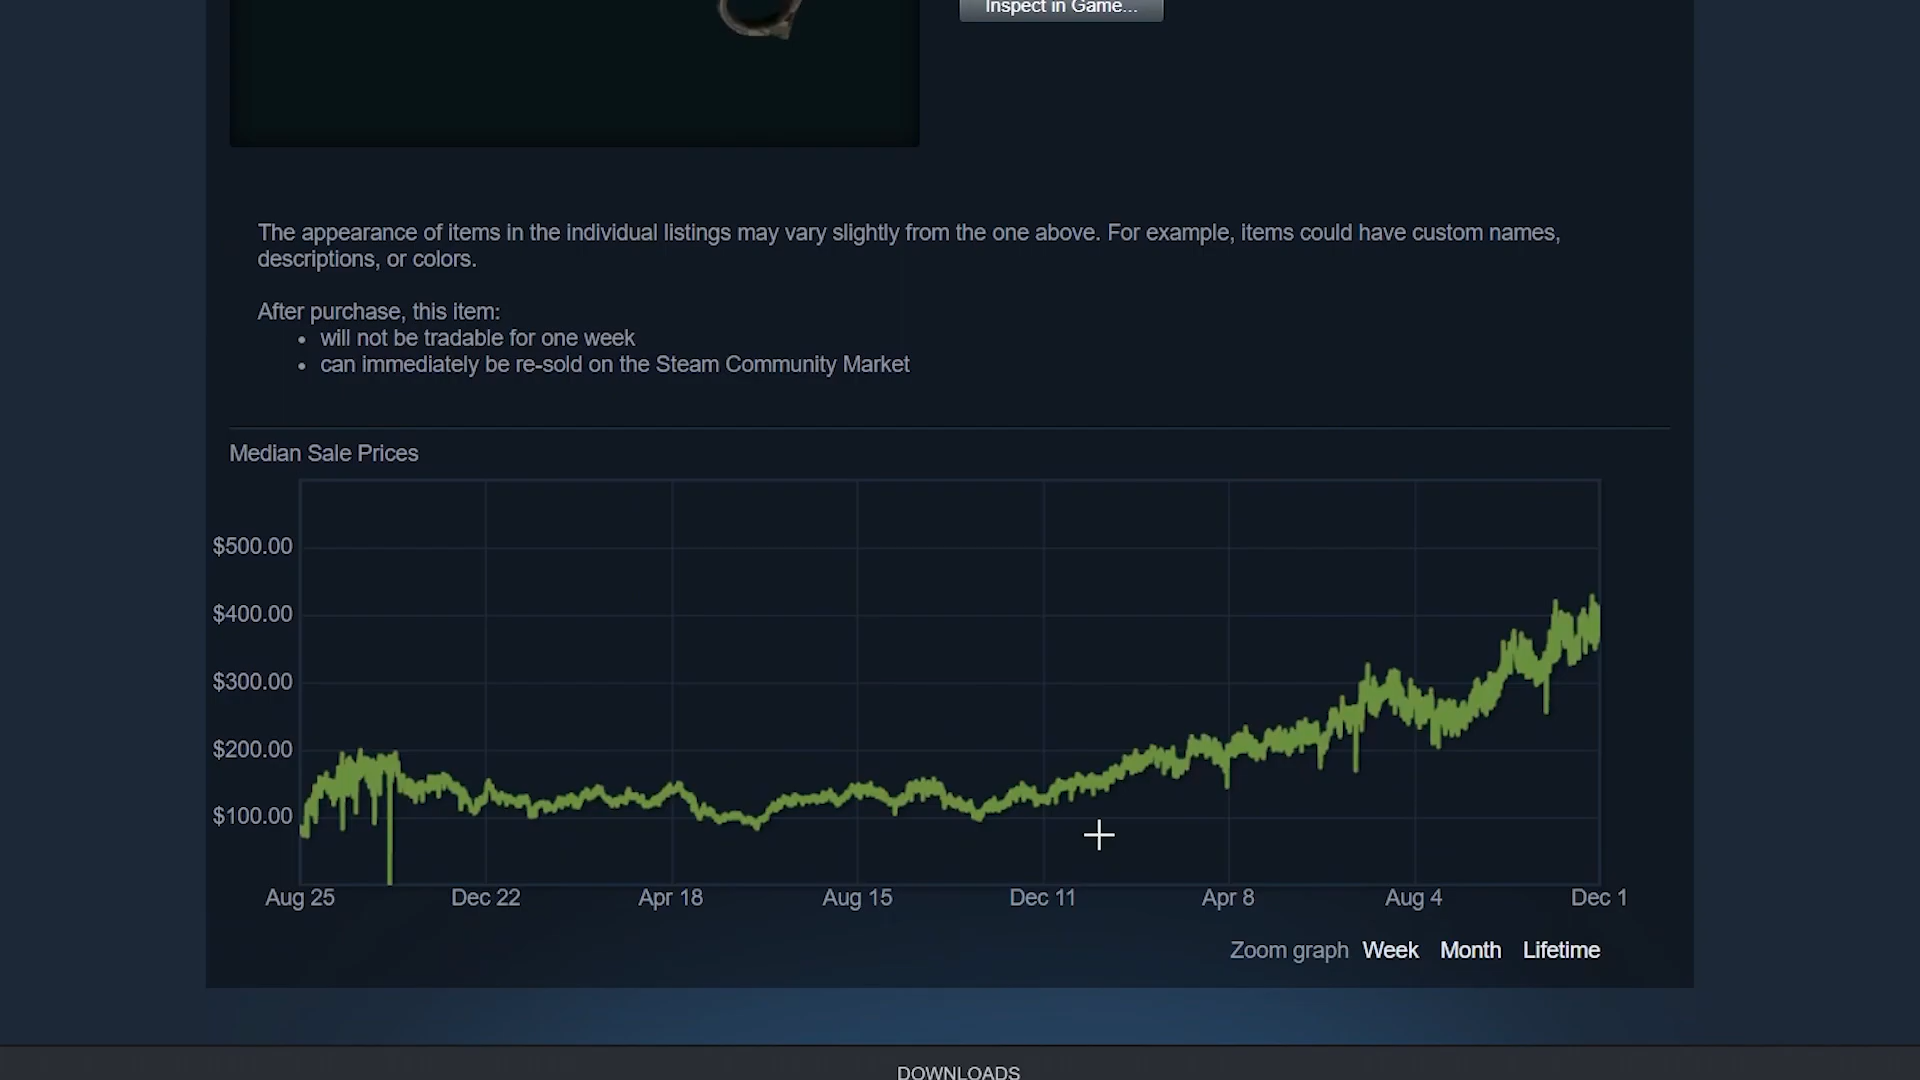 Inspect in Game...
The appearance of items in the individual listings may vary slightly from the one above. For example, items could have custom names,
descriptions, or colors.
After purchase, this item:
• will not be tradable for one week
• can immediately be re-sold on the Steam Community Market
Median Sale Prices
$500.00
$400.00
$300.00
$200.00
$100.00
Aug 25 Dec 22 Apr 18 Aug 15 Dec 11 Apr 8 Aug 4 Dec 1
Zoom graph Week Month Lifetime
DOWNLOADS